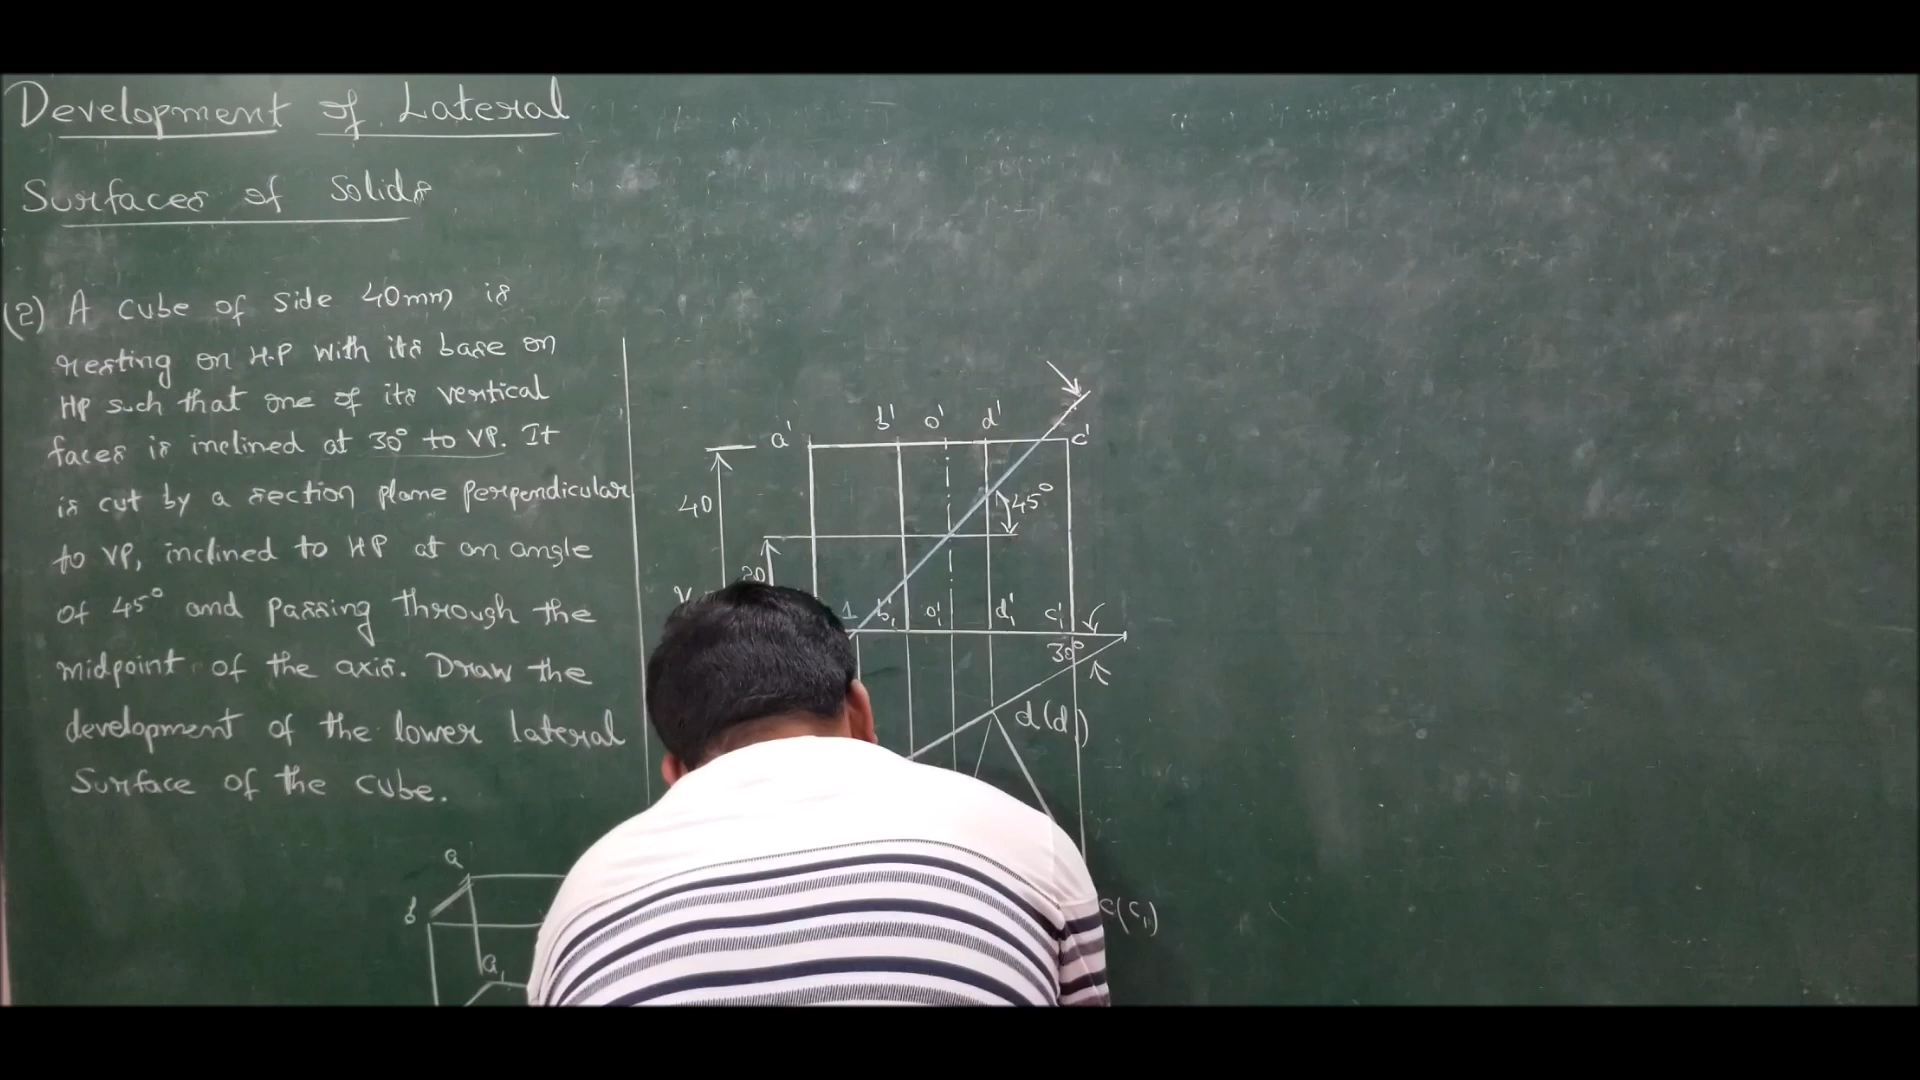 Development of Lateral
Surfaces of Solids
(2) A cube of side 40mm is
resting on H.P with its base on
HP such that one of its vertical
faces is inclined at 30° to VP. It
is cut by a section plane perpendicular
to VP, inclined to HP at an angle
of 45° and passing through the
midpoint of the axis. Draw the
development of the lower lateral
Surface of the cube.
a' b' o' d' c'
40
45°
20
1 b₁' o₁' d₁' c₁'
30°
d(d₁)
c(c₁)
a
b
a₁